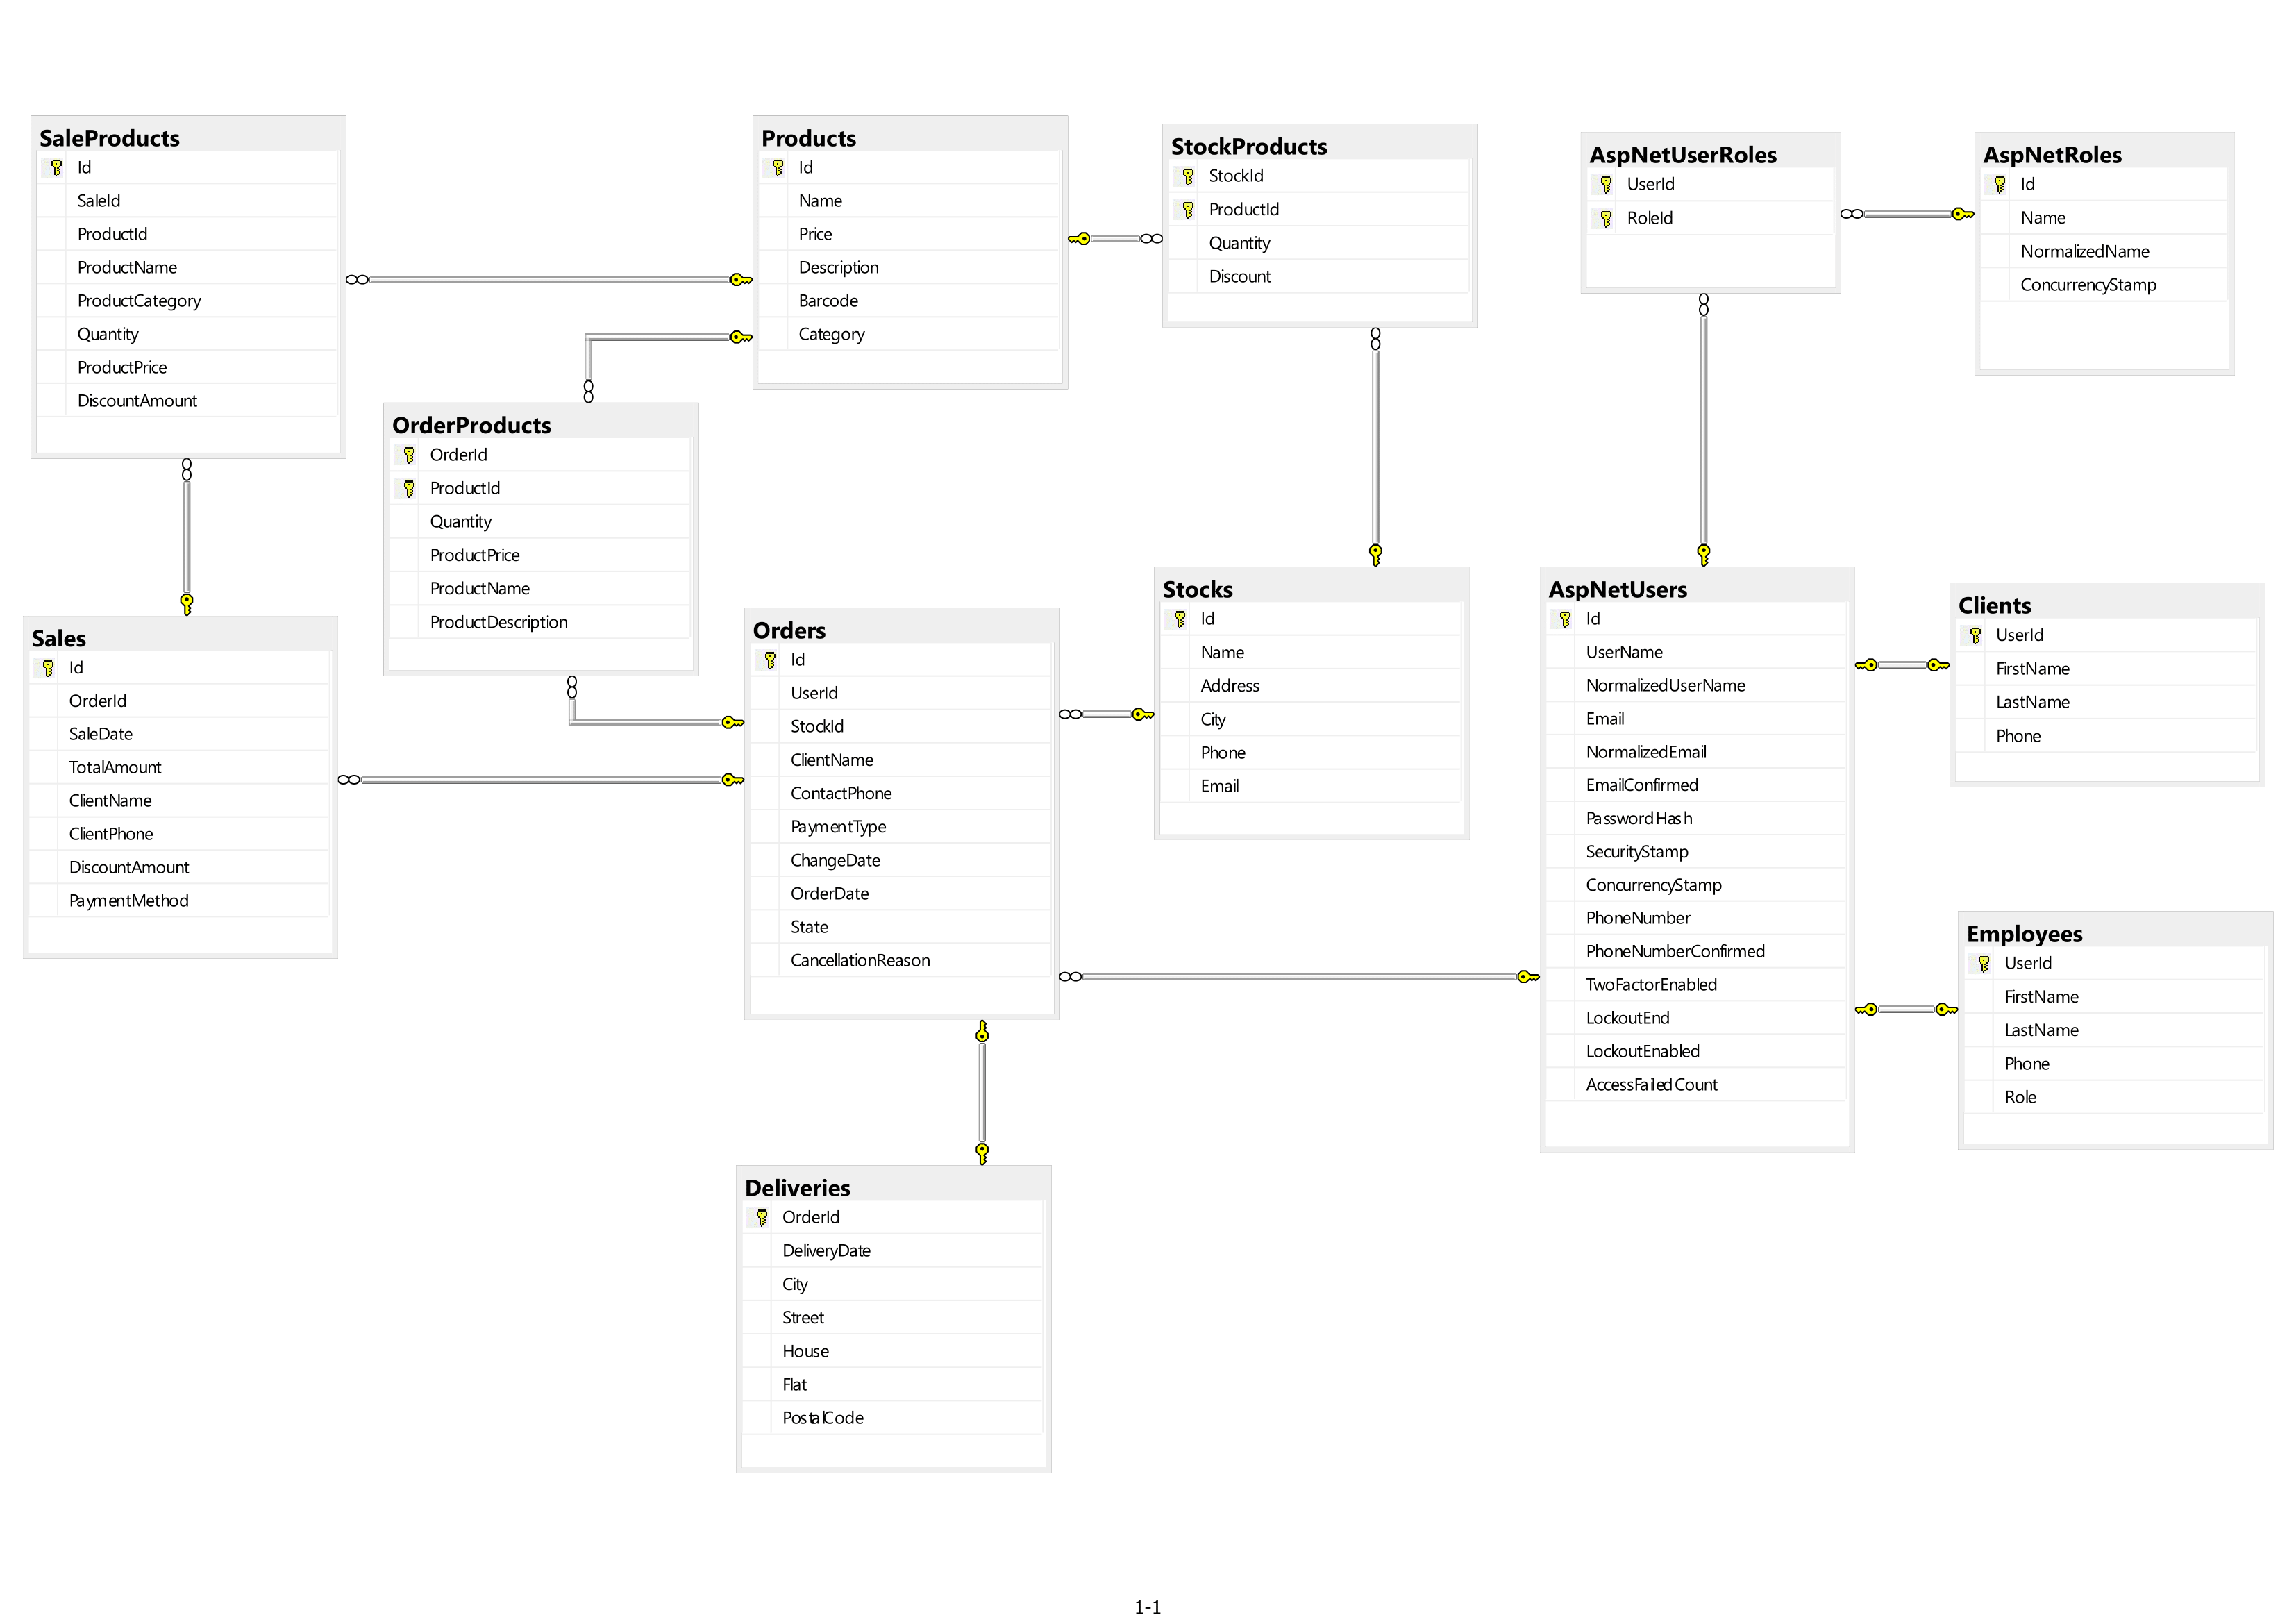 SaleProducts
Id
SaleId
ProductId
ProductName
ProductCategory
Quantity
ProductPrice
DiscountAmount
Products
Id
Name
Price
Description
Barcode
Category
StockProducts
StockId
ProductId
Quantity
Discount
AspNetUserRoles
UserId
RoleId
AspNetRoles
Id
Name
NormalizedName
ConcurrencyStamp
OrderProducts
OrderId
ProductId
Quantity
ProductPrice
ProductName
ProductDescription
Sales
Id
OrderId
SaleDate
TotalAmount
ClientName
ClientPhone
DiscountAmount
PaymentMethod
Orders
Id
UserId
StockId
ClientName
ContactPhone
PaymentType
ChangeDate
OrderDate
State
CancellationReason
Stocks
Id
Name
Address
City
Phone
Email
AspNetUsers
Id
UserName
NormalizedUserName
Email
NormalizedEmail
EmailConfirmed
PasswordHash
SecurityStamp
ConcurrencyStamp
PhoneNumber
PhoneNumberConfirmed
TwoFactorEnabled
LockoutEnd
LockoutEnabled
AccessFailedCount
Clients
UserId
FirstName
LastName
Phone
Employees
UserId
FirstName
LastName
Phone
Role
Deliveries
OrderId
DeliveryDate
City
Street
House
Flat
PostalCode
1-1